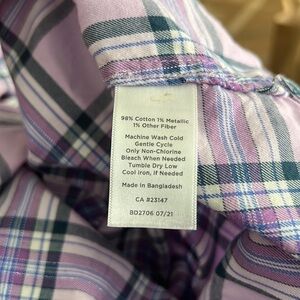 98% Cotton 1% Metallic
1% Other Fiber
Machine Wash Cold
Gentle Cycle
Only Non-Chlorine
Bleach When Needed
Tumble Dry Low
Cool Iron, If Needed
Made in Bangladesh
CA #23147
BD2706 07/21